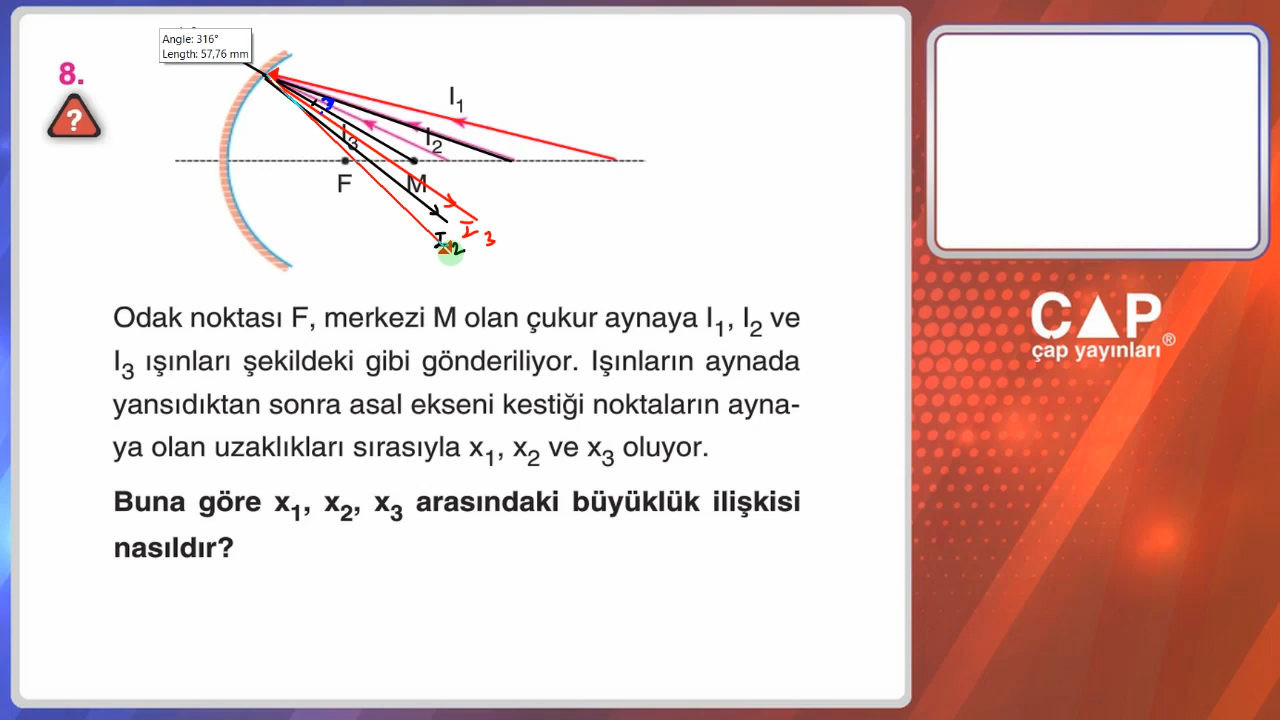 Angle: 316°
Length: 57,76 mm
8.
?
I1
I2
I3
F
M
I3
I2
Odak noktası F, merkezi M olan çukur aynaya I1, I2 ve
I3 ışınları şekildeki gibi gönderiliyor. Işınların aynada
yansıdıktan sonra asal ekseni kestiği noktaların ayna-
ya olan uzaklıkları sırasıyla x1, x2 ve x3 oluyor.
Buna göre x1, x2, x3 arasındaki büyüklük ilişkisi
nasıldır?
ÇAP
çap yayınları®